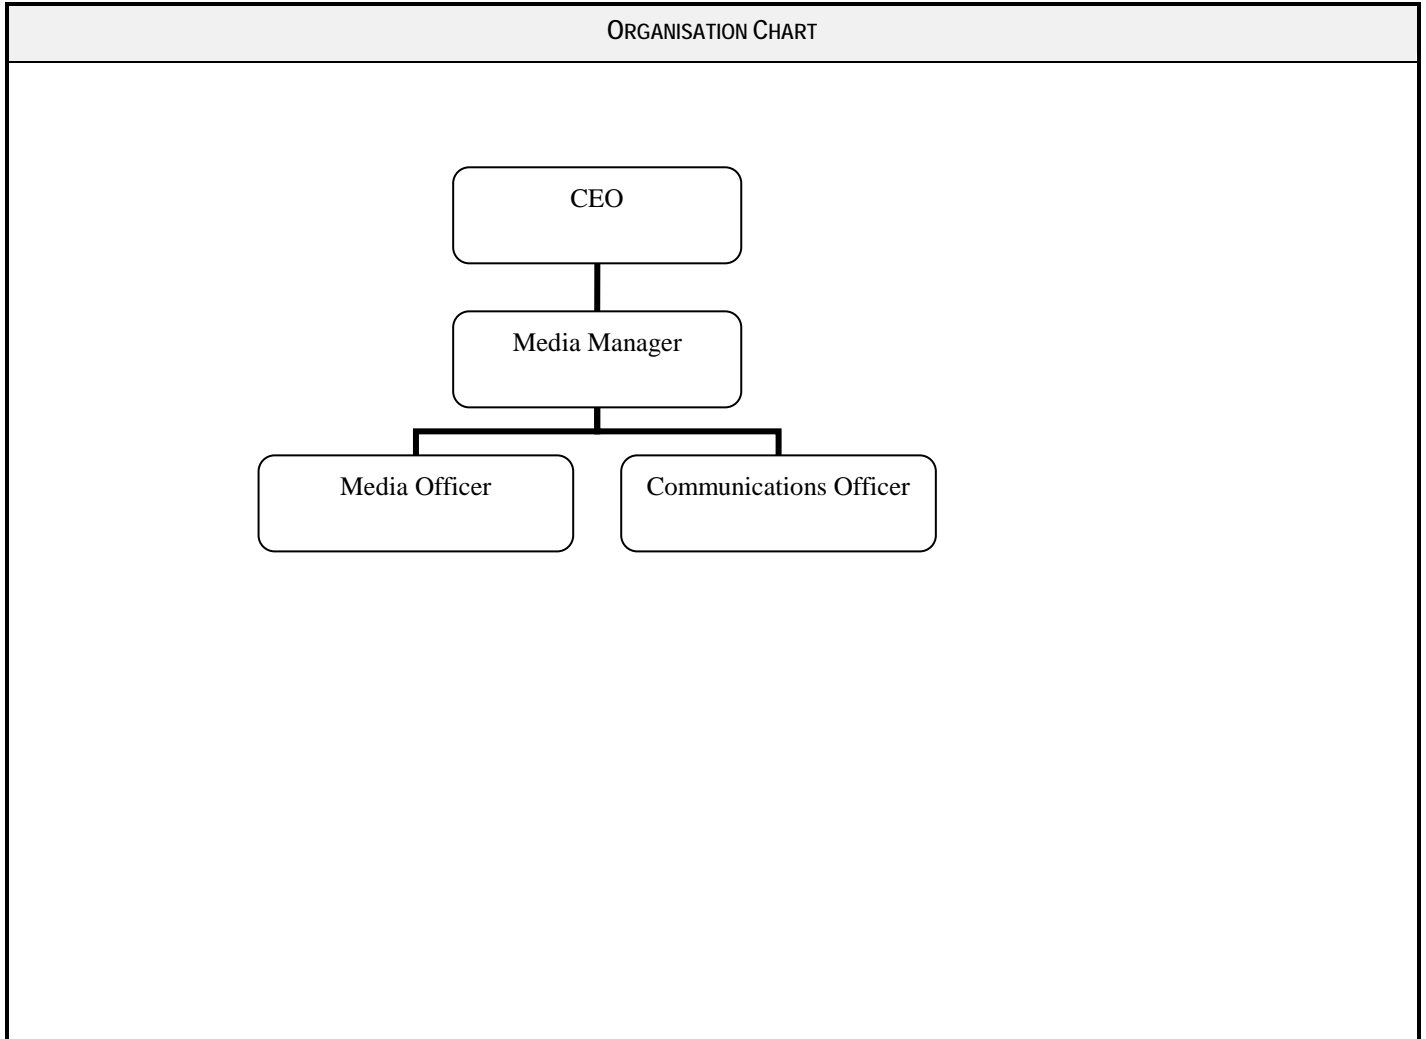 ORGANISATION CHART
CEO
Media Manager
Media Officer
Communications Officer